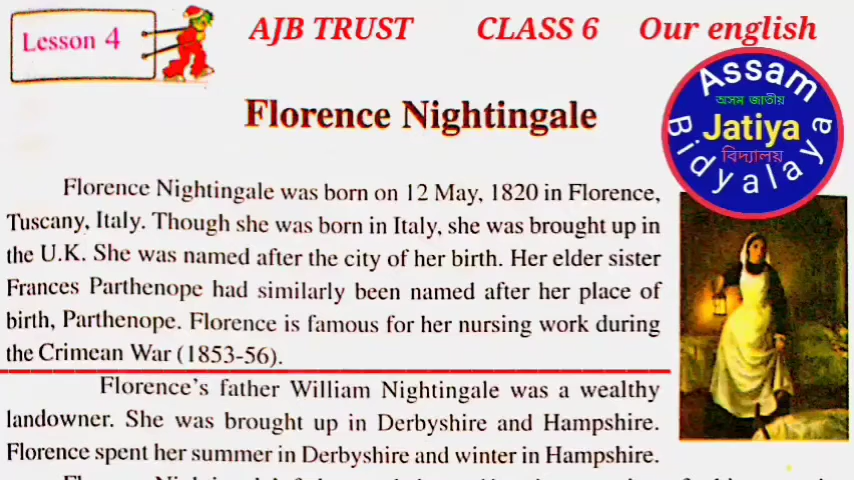 Lesson 4
AJB TRUST CLASS 6 Our english
Florence Nightingale
Assam
অসম জাতীয়
Jatiya
বিদ্যালয়
Bidyalaya
Florence Nightingale was born on 12 May, 1820 in Florence,
Tuscany, Italy. Though she was born in Italy, she was brought up in
the U.K. She was named after the city of her birth. Her elder sister
Frances Parthenope had similarly been named after her place of
birth, Parthenope. Florence is famous for her nursing work during
the Crimean War (1853-56).
Florence's father William Nightingale was a wealthy
landowner. She was brought up in Derbyshire and Hampshire.
Florence spent her summer in Derbyshire and winter in Hampshire.